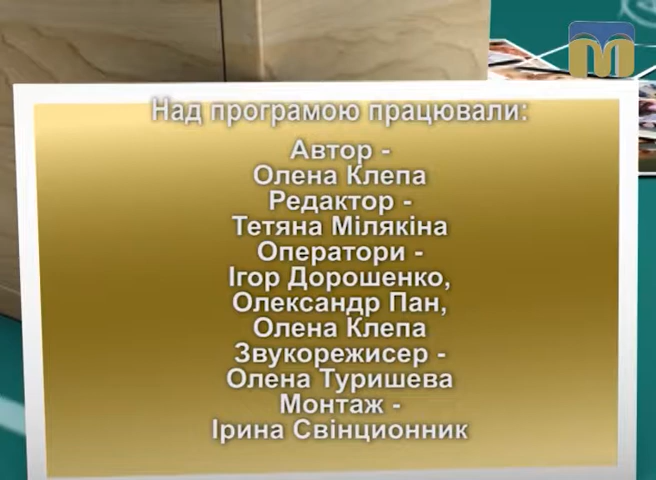 Над програмою працювали:
Автор -
Олена Клепа
Редактор -
Тетяна Мілякіна
Оператори -
Ігор Дорошенко,
Олександр Пан,
Олена Клепа
Звукорежисер -
Олена Туришева
Монтаж -
Ірина Свінционник